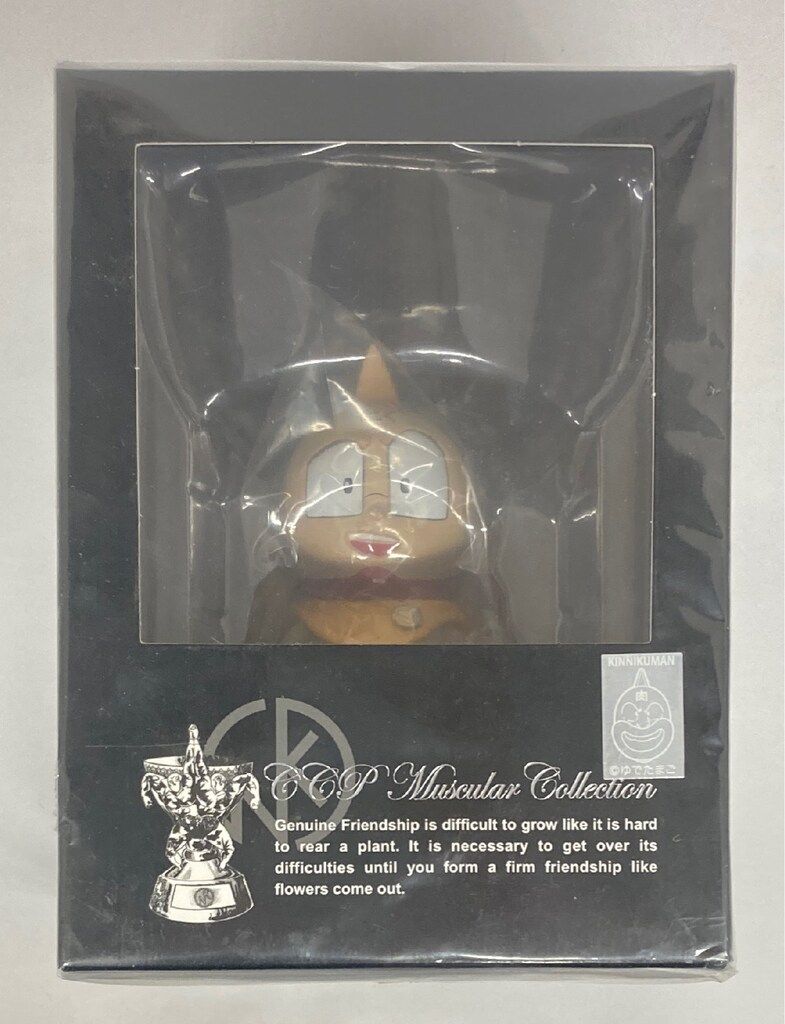 KINNIKUMAN
肉
©ゆでたまご
CCP Muscular Collection
Genuine Friendship is difficult to grow like it is hard
to rear a plant. It is necessary to get over its
difficulties until you form a firm friendship like
flowers come out.